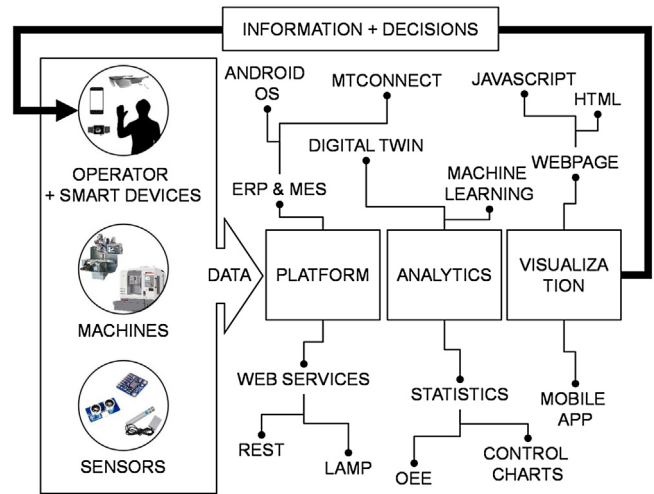 INFORMATION + DECISIONS
ANDROID
OS
MTCONNECT
JAVASCRIPT
HTML
OPERATOR
+ SMART DEVICES
DIGITAL TWIN
WEBPAGE
ERP & MES
MACHINE
LEARNING
DATA
PLATFORM
ANALYTICS
VISUALIZA
TION
MACHINES
WEB SERVICES
STATISTICS
MOBILE
APP
REST
LAMP
OEE
CONTROL
CHARTS
SENSORS